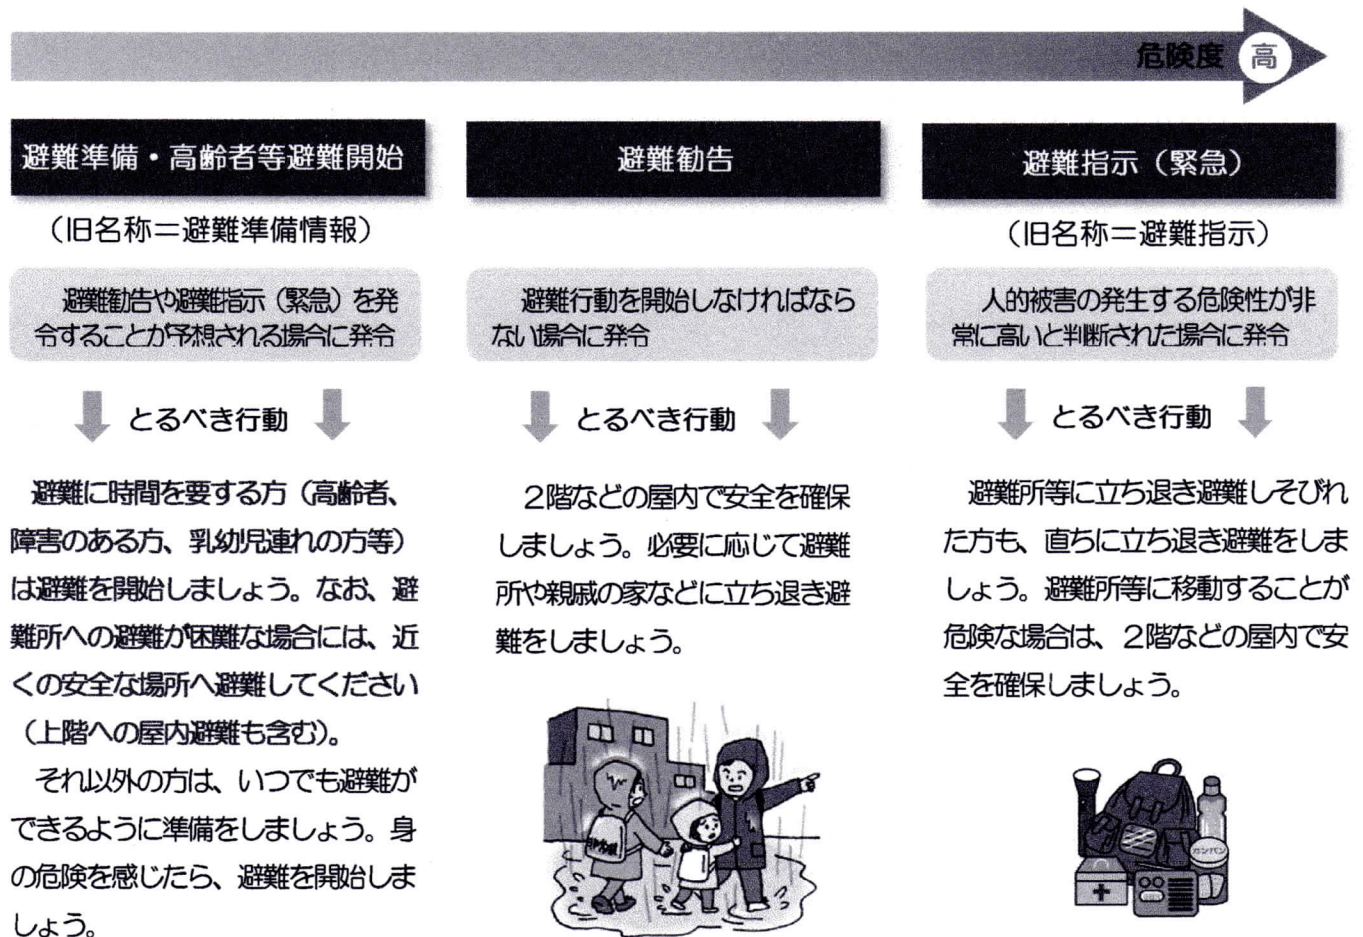 危険度 高
避難準備・高齢者等避難開始
（旧名称＝避難準備情報）
避難勧告や避難指示（緊急）を発
令することが予想される場合に発令
とるべき行動
避難に時間を要する方（高齢者、
障害のある方、乳幼児連れの方等）
は避難を開始しましょう。なお、避
難所への避難が困難な場合には、近
くの安全な場所へ避難してください
（上階への屋内避難も含む）。
それ以外の方は、いつでも避難が
できるように準備をしましょう。身
の危険を感じたら、避難を開始しま
しょう。
避難勧告
避難行動を開始しなければなら
ない場合に発令
とるべき行動
２階などの屋内で安全を確保
しましょう。必要に応じて避難
所や親戚の家などに立ち退き避
難をしましょう。
避難指示（緊急）
（旧名称＝避難指示）
人的被害の発生する危険性が非
常に高いと判断された場合に発令
とるべき行動
避難所等に立ち退き避難しそびれ
た方も、直ちに立ち退き避難をしま
しょう。避難所等に移動することが
危険な場合は、２階などの屋内で安
全を確保しましょう。
カンパン